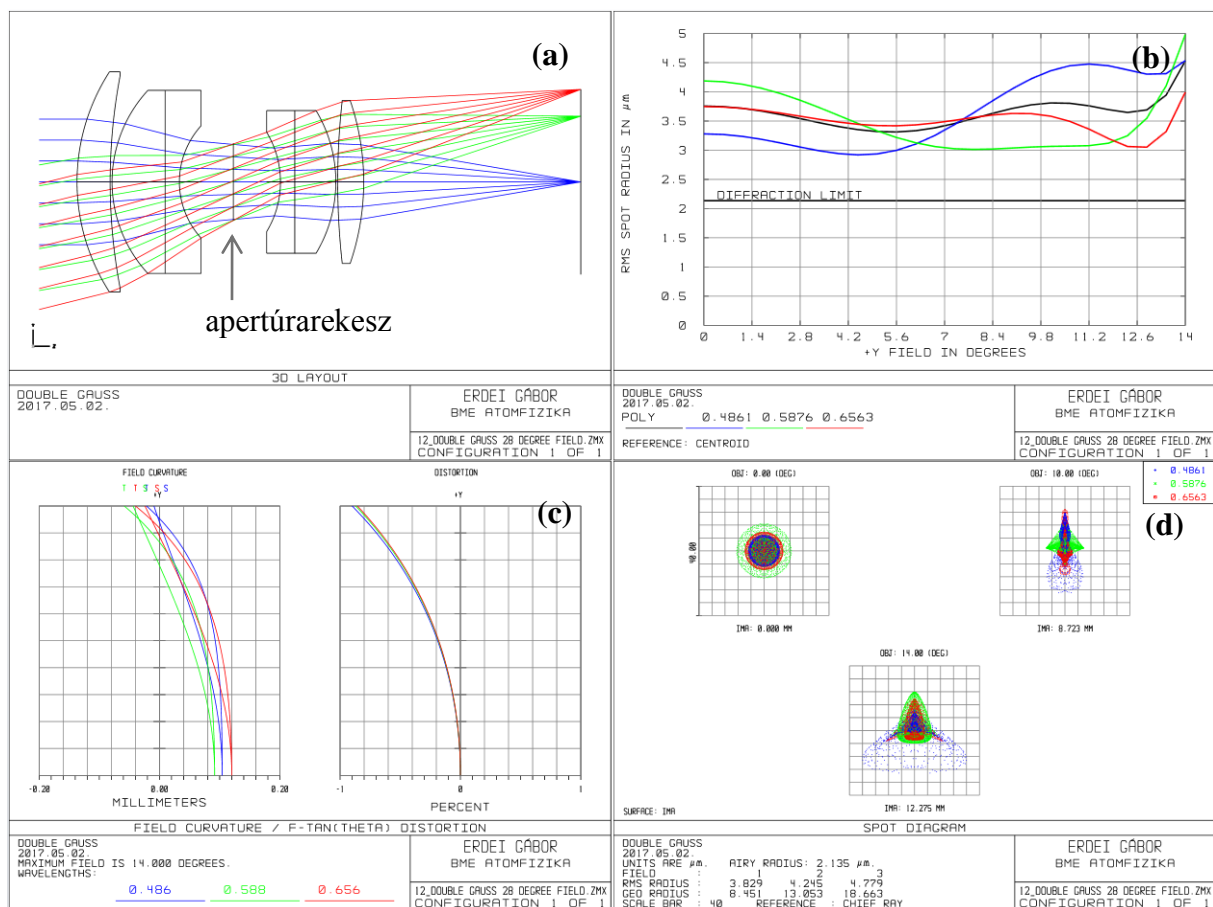 (a)
apertúrarekesz
3D LAYOUT
DOUBLE GAUSS
2017.05.02.
ERDEI GÁBOR
BME ATOMFIZIKA
12_DOUBLE GAUSS 28 DEGREE FIELD.ZMX
CONFIGURATION 1 OF 1
(b)
RMS SPOT RADIUS IN µm
5
4.5
4
3.5
3
2.5
2
1.5
1
0.5
0
DIFFRACTION LIMIT
0 1.4 2.8 4.2 5.6 7 8.4 9.8 11.2 12.6 14
+Y FIELD IN DEGREES
DOUBLE GAUSS
2017.05.02.
POLY 0.4861 0.5876 0.6563
REFERENCE: CENTROID
ERDEI GÁBOR
BME ATOMFIZIKA
12_DOUBLE GAUSS 28 DEGREE FIELD.ZMX
CONFIGURATION 1 OF 1
FIELD CURVATURE
+Y
DISTORTION
+Y
(c)
-0.20 0.00 0.20
MILLIMETERS
-1 0 1
PERCENT
FIELD CURVATURE / F-TAN(THETA) DISTORTION
DOUBLE GAUSS
2017.05.02.
MAXIMUM FIELD IS 14.000 DEGREES.
WAVELENGTHS:
0.486 0.588 0.656
ERDEI GÁBOR
BME ATOMFIZIKA
12_DOUBLE GAUSS 28 DEGREE FIELD.ZMX
CONFIGURATION 1 OF 1
OBJ: 0.00 (DEG)
40.00
IMA: 0.000 MM
OBJ: 10.00 (DEG)
IMA: 8.723 MM
0.4861
0.5876
0.6563
(d)
OBJ: 14.00 (DEG)
IMA: 12.275 MM
SURFACE: IMA
SPOT DIAGRAM
DOUBLE GAUSS
2017.05.02.
UNITS ARE µm. AIRY RADIUS: 2.135 µm.
FIELD : 1 2 3
RMS RADIUS : 3.829 4.245 4.779
GEO RADIUS : 8.451 13.053 18.663
SCALE BAR : 40 REFERENCE : CHIEF RAY
ERDEI GÁBOR
BME ATOMFIZIKA
12_DOUBLE GAUSS 28 DEGREE FIELD.ZMX
CONFIGURATION 1 OF 1